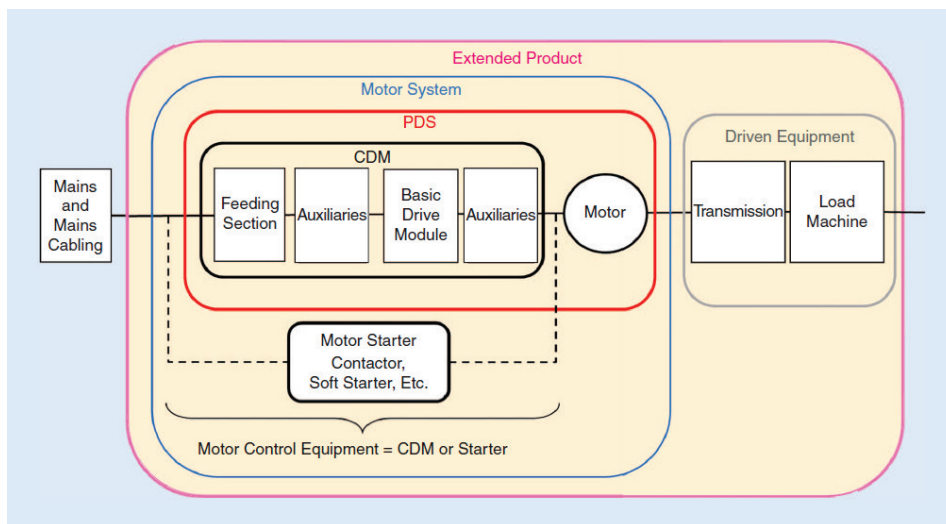 Extended Product
Motor System
PDS
Driven Equipment
CDM
Mains
and
Mains
Cabling
Feeding
Section
Auxiliaries
Basic
Drive
Module
Auxiliaries
Motor
Transmission
Load
Machine
Motor Starter
Contactor,
Soft Starter, Etc.
Motor Control Equipment = CDM or Starter